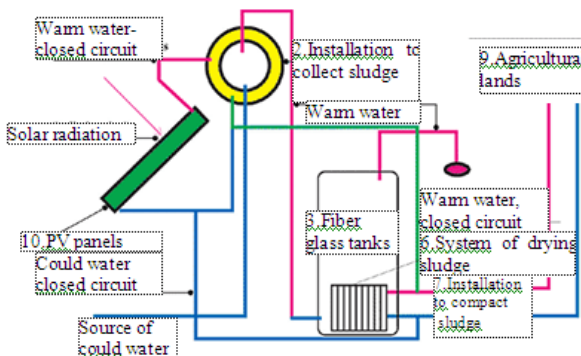 Warm water-
closed circuit
s
2.Installation to
collect sludge
9.Agricultura
lands
Warm water
Solar radiation
Warm water,
closed circuit
3.Fiber
glass tanks
10.PV panels
6.System of drying
sludge
Could water
closed circuit
7.Installation
to compact
sludge
Source of
could water